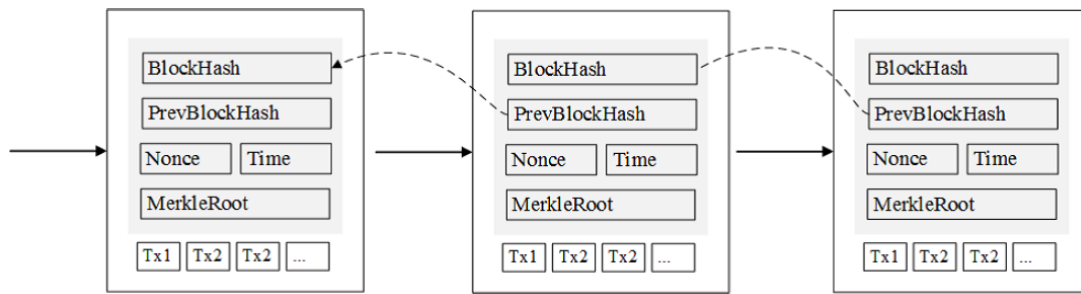 BlockHash
PrevBlockHash
Nonce Time
MerkleRoot
Tx1 Tx2 Tx2 ...
BlockHash
PrevBlockHash
Nonce Time
MerkleRoot
Tx1 Tx2 Tx2 ...
BlockHash
PrevBlockHash
Nonce Time
MerkleRoot
Tx1 Tx2 Tx2 ...